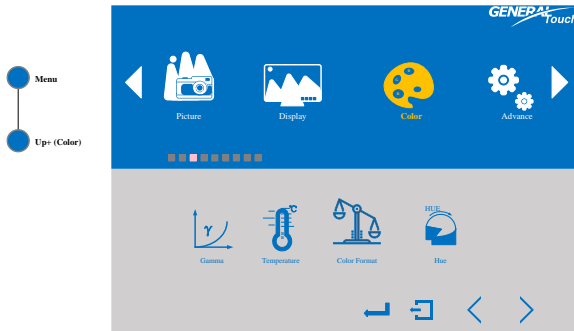 GENERAL
Touch
Menu
Up+ (Color)
Picture
Display
Color
Advance
γ
°C
HUE
Gamma
Temperature
Color Format
Hue